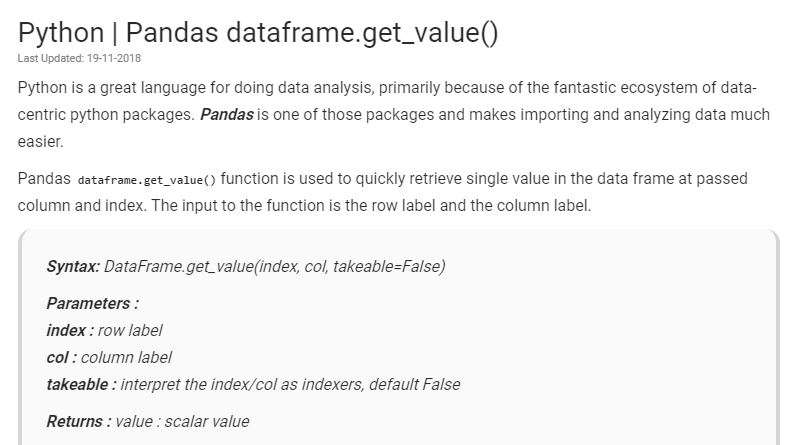 Python | Pandas dataframe.get_value()
Last Updated: 19-11-2018
Python is a great language for doing data analysis, primarily because of the fantastic ecosystem of data-
centric python packages. Pandas is one of those packages and makes importing and analyzing data much
easier.
Pandas dataframe.get_value() function is used to quickly retrieve single value in the data frame at passed
column and index. The input to the function is the row label and the column label.
Syntax: DataFrame.get_value(index, col, takeable=False)
Parameters :
index : row label
col : column label
takeable : interpret the index/col as indexers, default False
Returns : value : scalar value